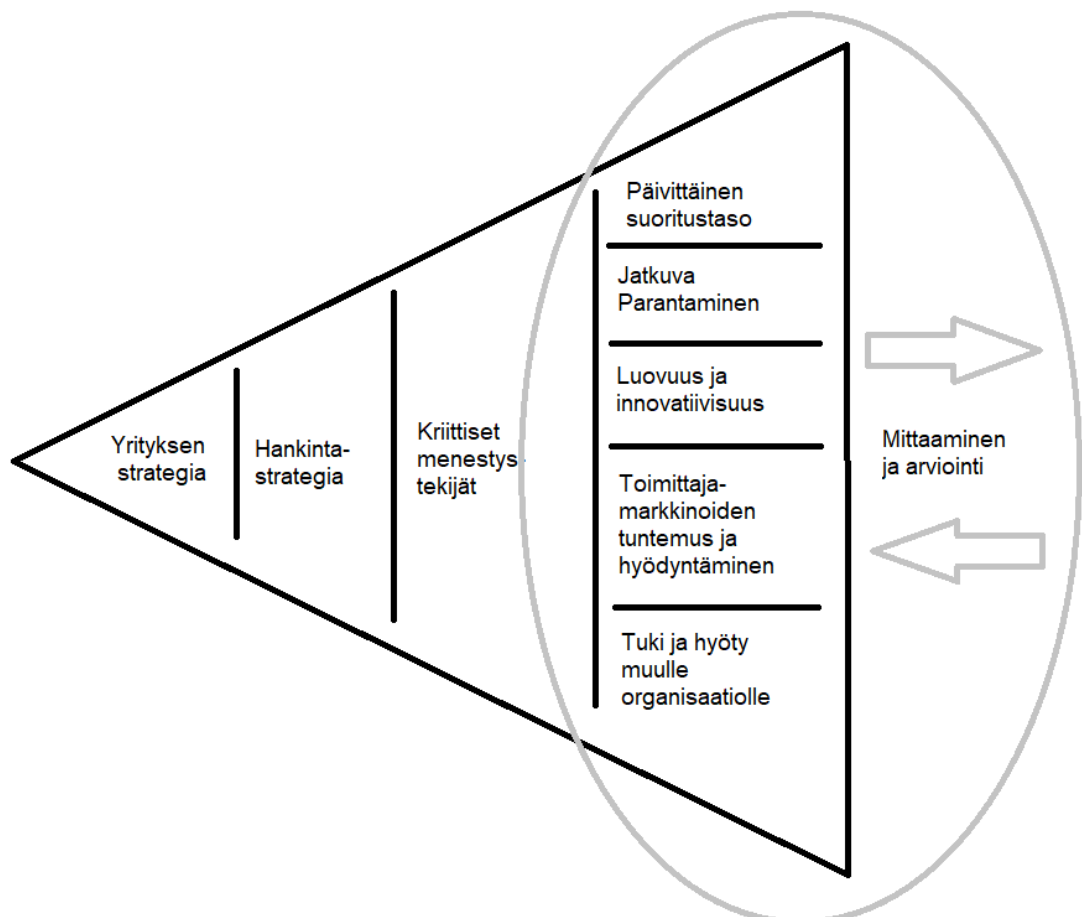 Yrityksen
strategia
Hankinta-
strategia
Kriittiset
menestys-
tekijät
Päivittäinen
suoritustaso
Jatkuva
Parantaminen
Luovuus ja
innovatiivisuus
Toimittaja-
markkinoiden
tuntemus ja
hyödyntäminen
Tuki ja hyöty
muulle
organisaatiolle
Mittaaminen
ja arviointi